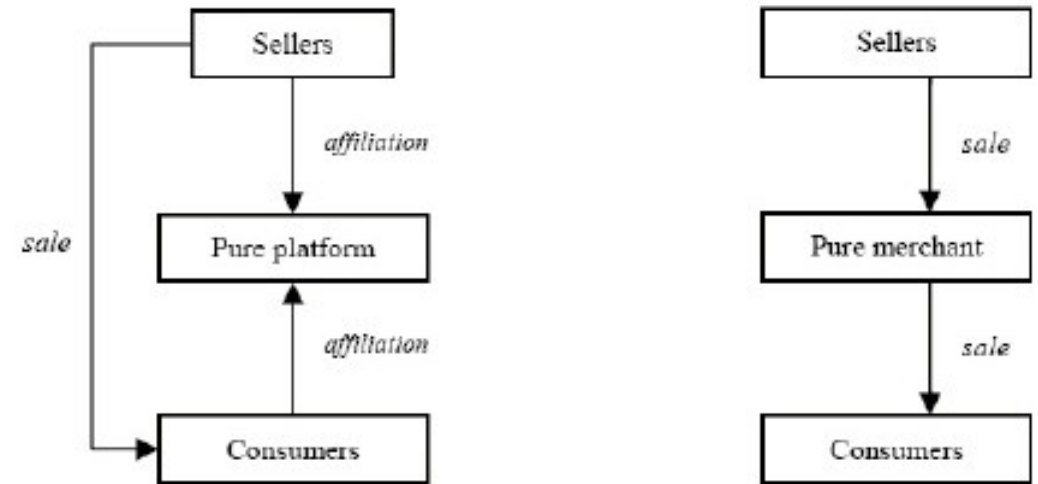 Sellers
affiliation
sale
Pure platform
affiliation
Consumers
Sellers
sale
Pure merchant
sale
Consumers